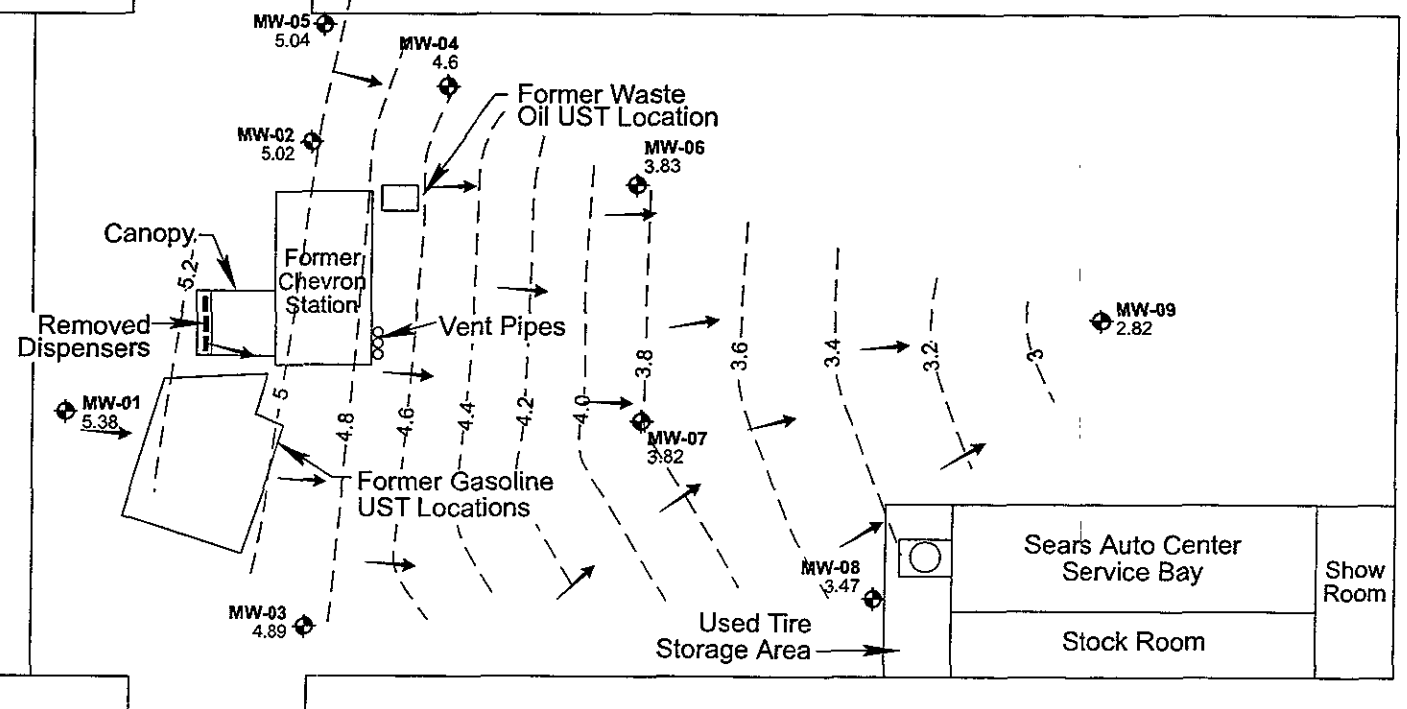 MW-05
5.04
MW-04
4.6
Former Waste
Oil UST Location
MW-02
5.02
MW-06
3.83
Canopy
5.2
Former
Chevron
Station
Removed
Dispensers
Vent Pipes
MW-09
2.82
MW-01
5.38
5
4.8
4.6
4.4
4.2
4.0
3.8
3.6
3.4
3.2
3
MW-07
3.82
Former Gasoline
UST Locations
MW-08
3.47
Sears Auto Center
Service Bay
Show
Room
MW-03
4.89
Used Tire
Storage Area
Stock Room